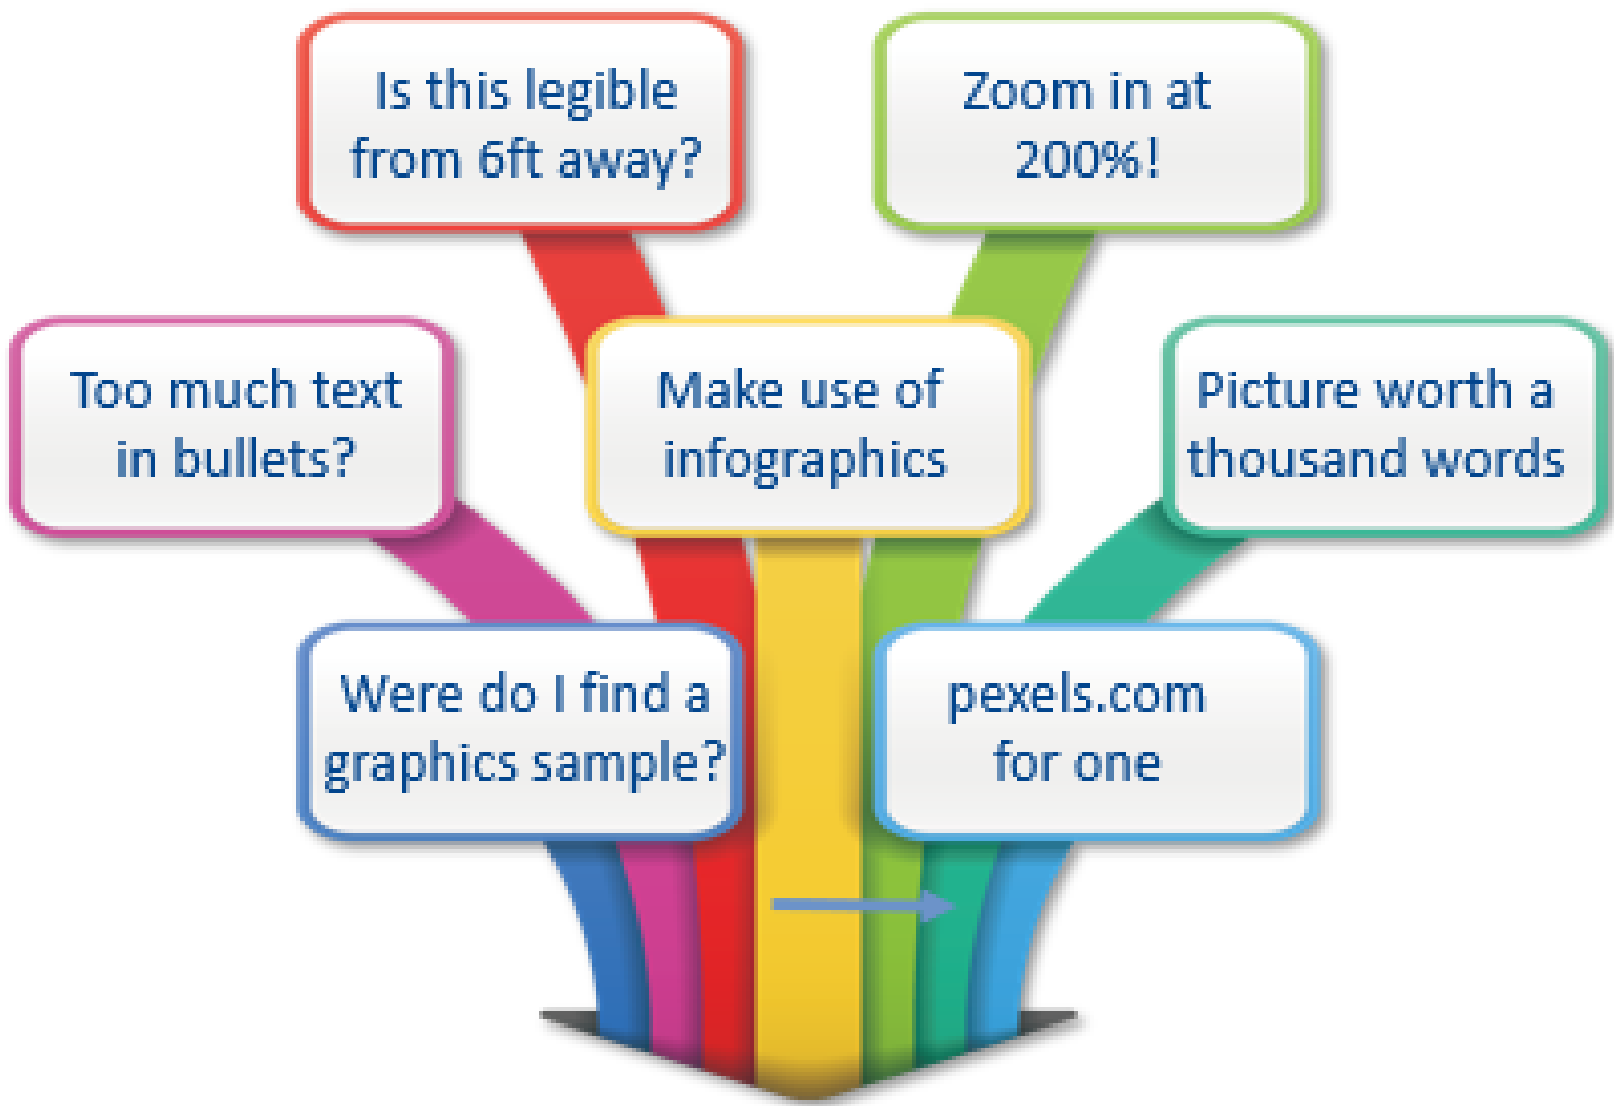 Is this legible
from 6ft away?
Zoom in at
200%!
Too much text
in bullets?
Make use of
infographics
Picture worth a
thousand words
Were do I find a
graphics sample?
pexels.com
for one